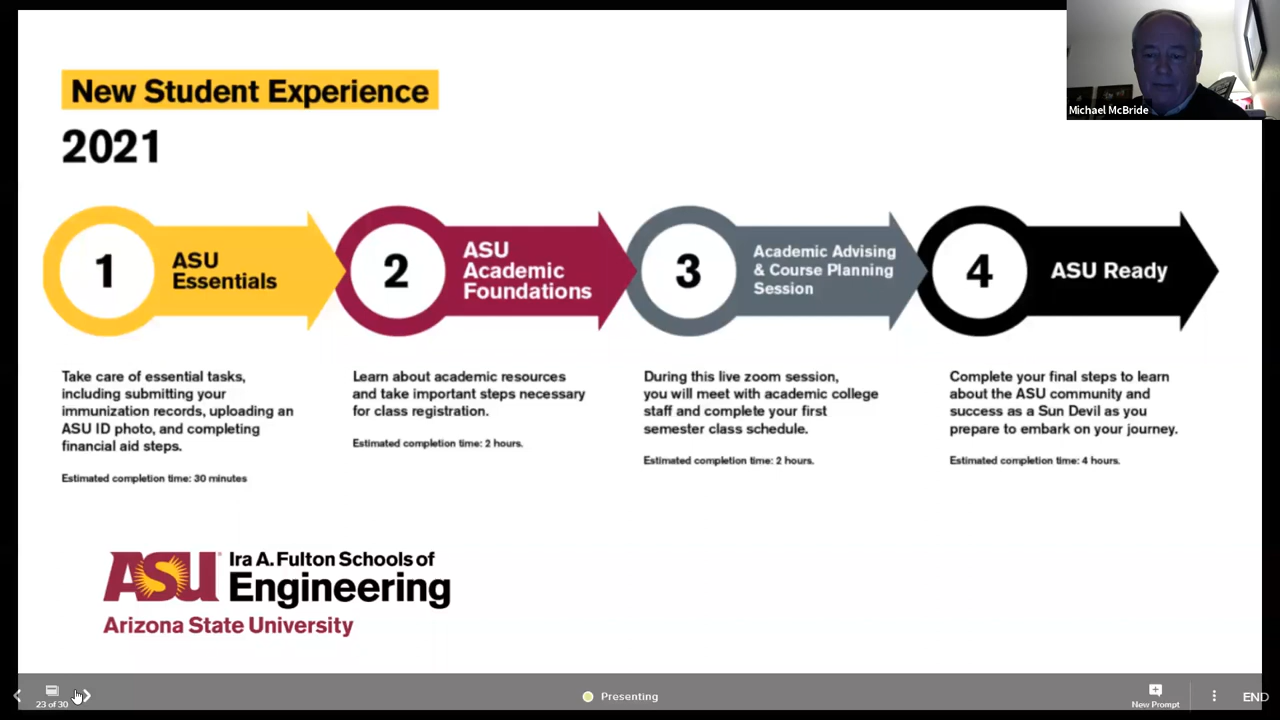 New Student Experience
2021
Michael McBride
1
ASU
Essentials
2
ASU
Academic
Foundations
3
Academic Advising
& Course Planning
Session
4
ASU Ready
Take care of essential tasks,
including submitting your
immunization records, uploading an
ASU ID photo, and completing
financial aid steps.
Estimated completion time: 30 minutes
Learn about academic resources
and take important steps necessary
for class registration.
Estimated completion time: 2 hours.
During this live zoom session,
you will meet with academic college
staff and complete your first
semester class schedule.
Estimated completion time: 2 hours.
Complete your final steps to learn
about the ASU community and
success as a Sun Devil as you
prepare to embark on your journey.
Estimated completion time: 4 hours.
ASU
Ira A. Fulton Schools of
Engineering
Arizona State University
23 of 30
Presenting
New Prompt
END